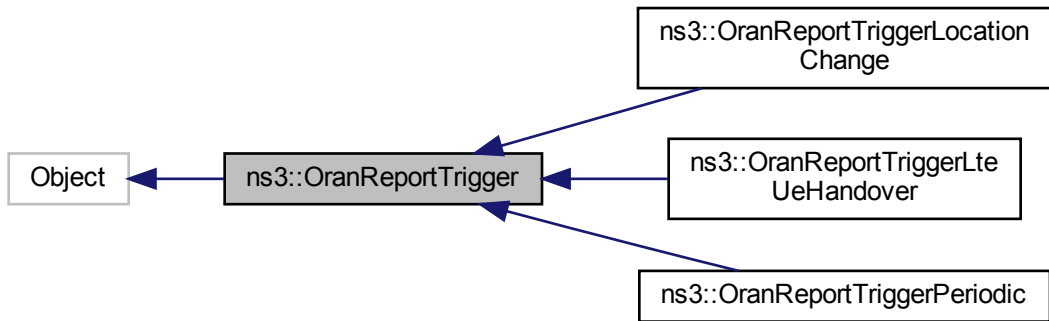 Object
ns3::OranReportTrigger
ns3::OranReportTriggerLocation
Change
ns3::OranReportTriggerLte
UeHandover
ns3::OranReportTriggerPeriodic